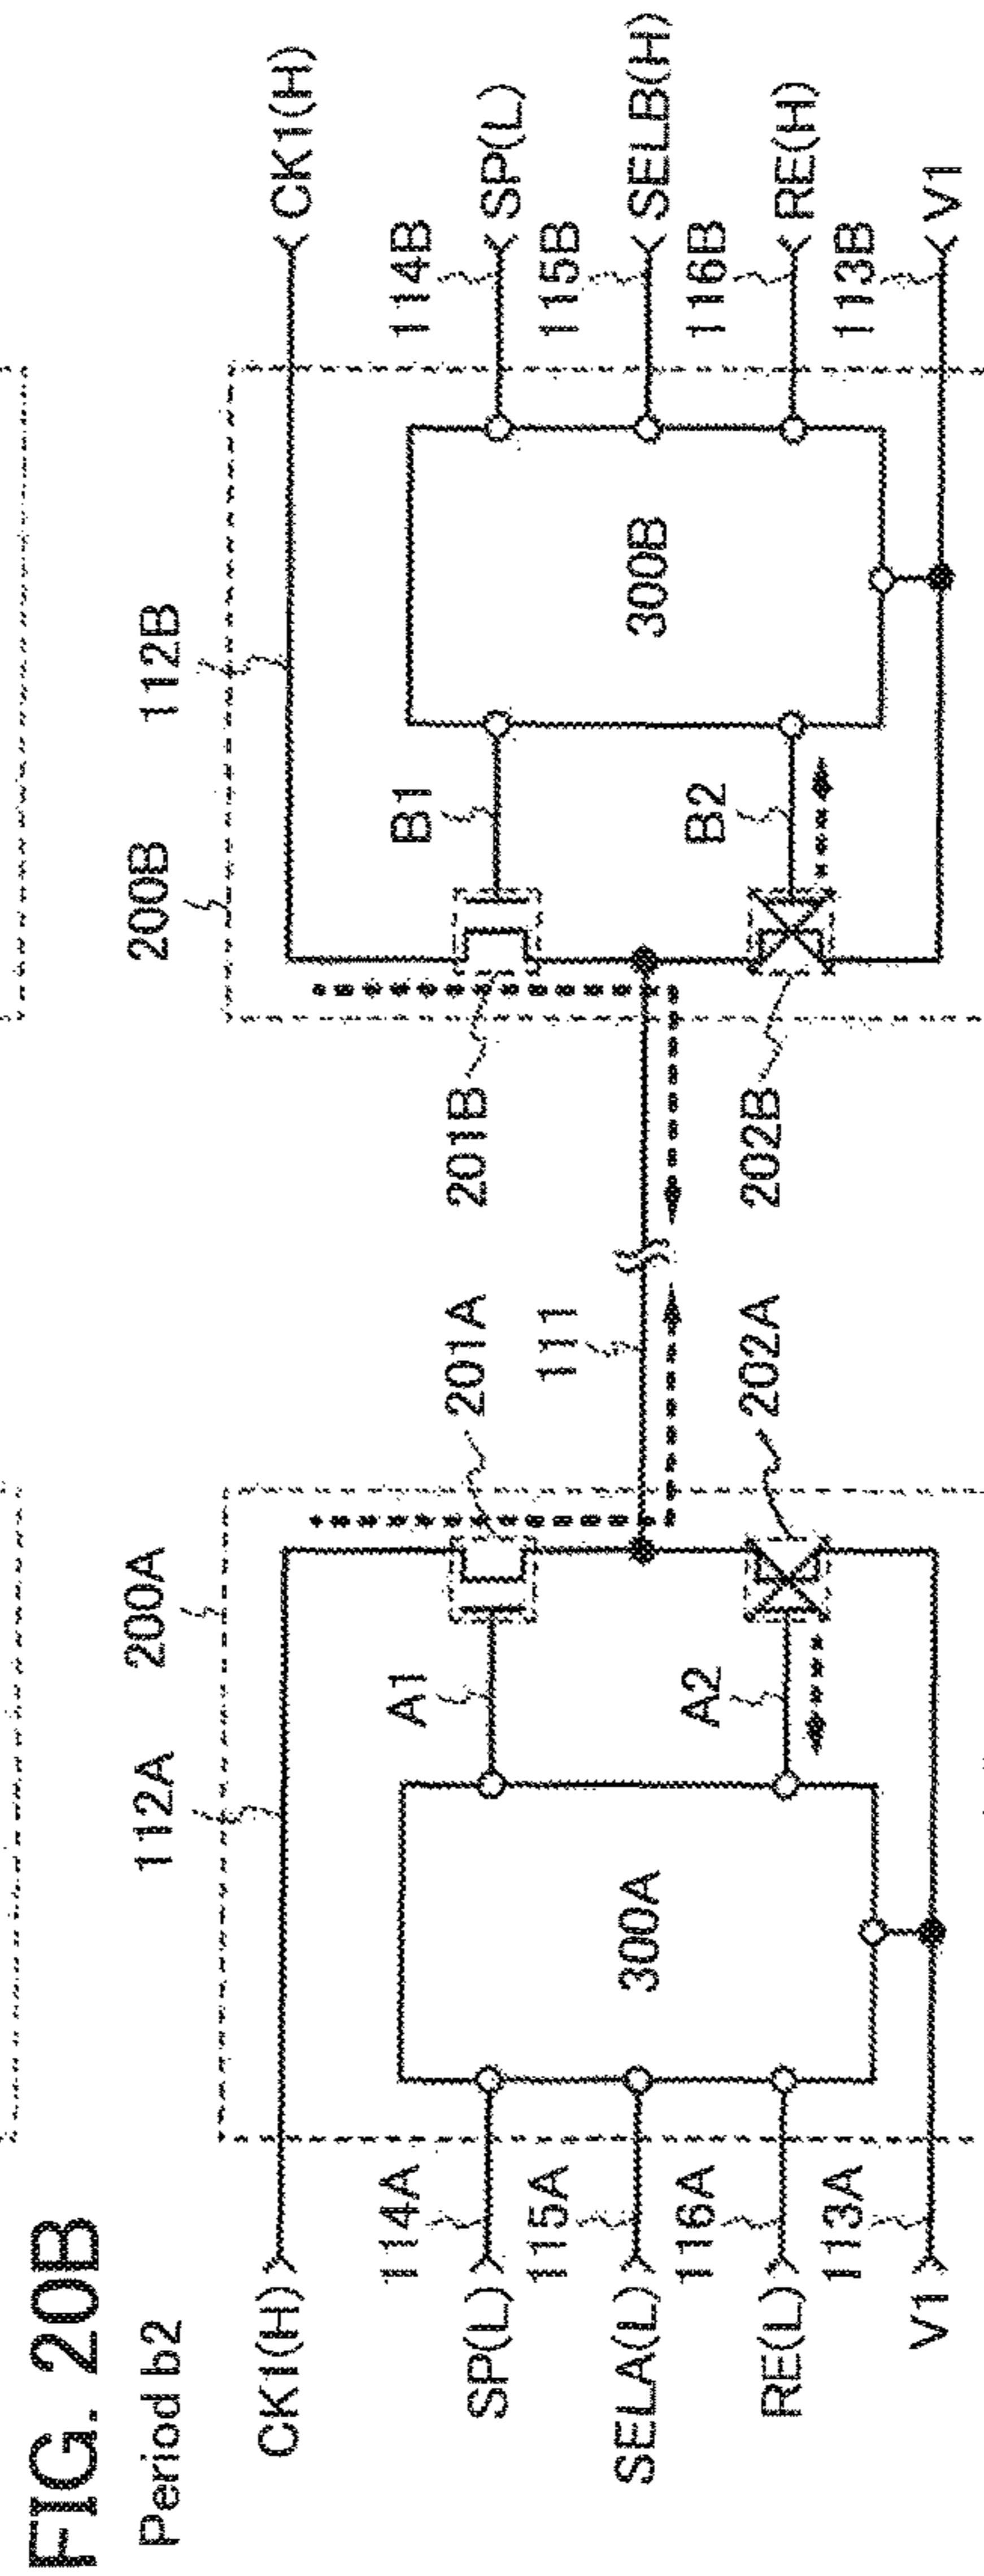 FIG. 20B
Period b2
112A
200A
200B
112B
CK1(H)
CK1(H)
114A
A1
201A
201B
B1
114B
SP(L)
SP(L)
115A
300A
111
300B
115B
SELA(L)
SELB(H)
116A
A2
202A
202B
B2
116B
RE(L)
RE(H)
113A
113B
V1
V1